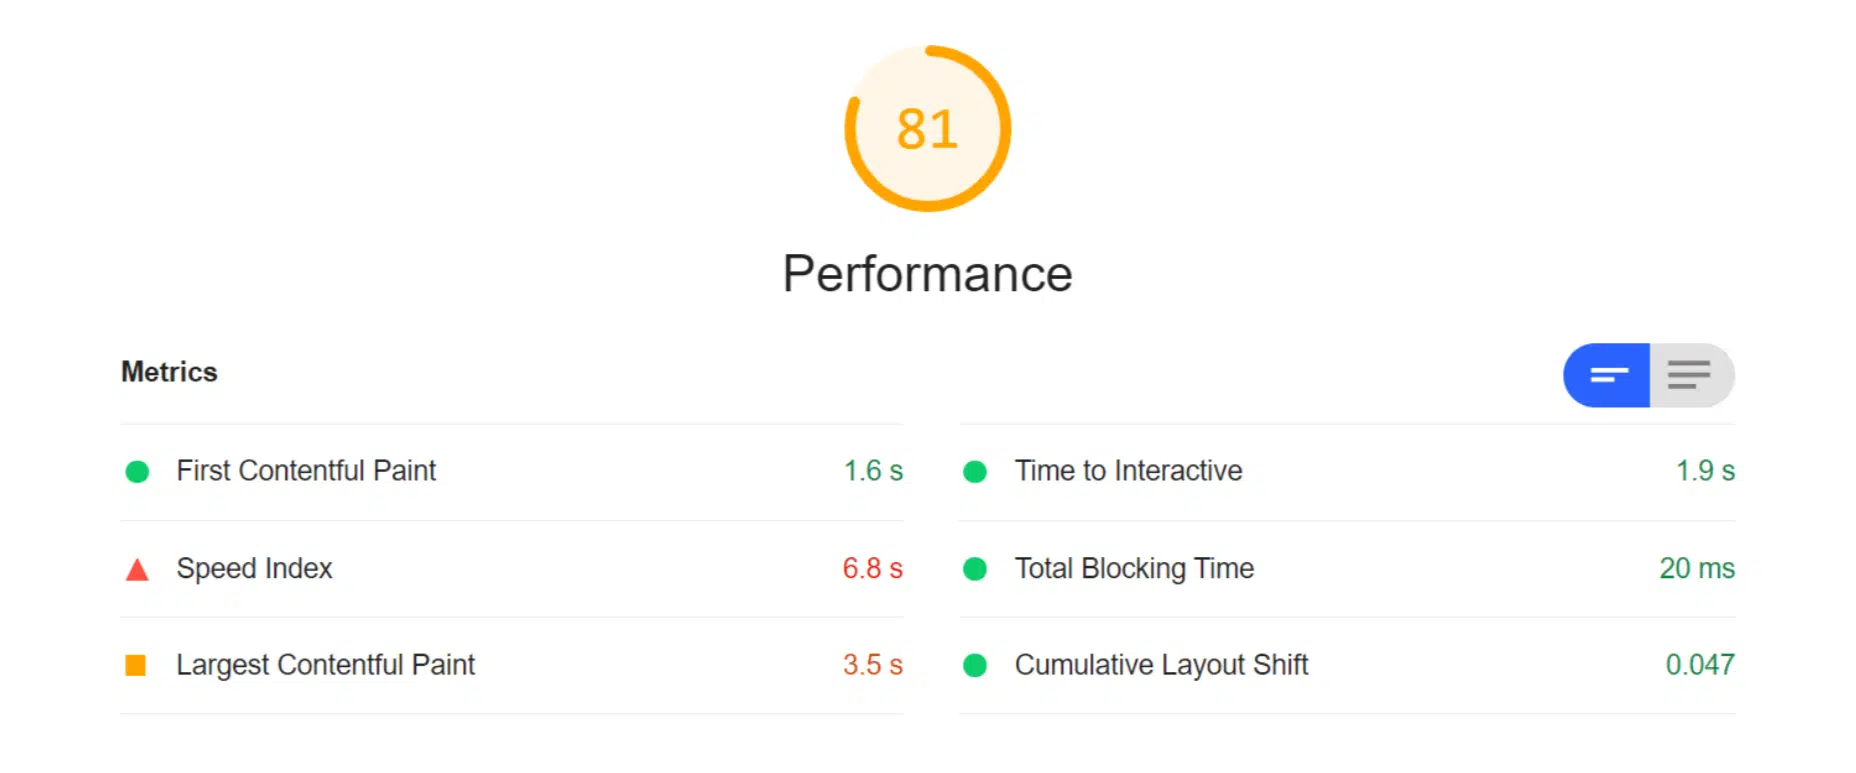 81
Performance
Metrics
First Contentful Paint 1.6 s
Time to Interactive 1.9 s
Speed Index 6.8 s
Total Blocking Time 20 ms
Largest Contentful Paint 3.5 s
Cumulative Layout Shift 0.047